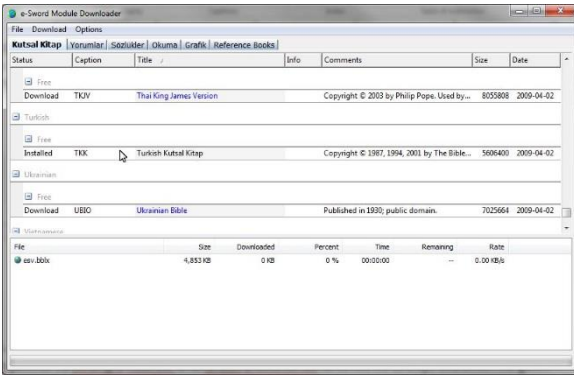 e-Sword Module Downloader
File Download Options
Kutsal Kitap Yorumlar Sözlükler Okuma Grafik Reference Books
Status Caption Title Info Comments Size Date
Free
Download TKJV Thai King James Version Copyright © 2003 by Philip Pope. Used by... 8055808 2009-04-02
Turkish
Free
Installed TKK Turkish Kutsal Kitap Copyright © 1987, 1994, 2001 by The Bible... 5606400 2009-04-02
Ukrainian
Free
Download UBIO Ukrainian Bible Published in 1930; public domain. 7025664 2009-04-02
Vietnamese
File Size Downloaded Percent Time Remaining Rate
esv.bblx 4,853 KB 0 KB 0 % 00:00:00 -- 0.00 KB/s